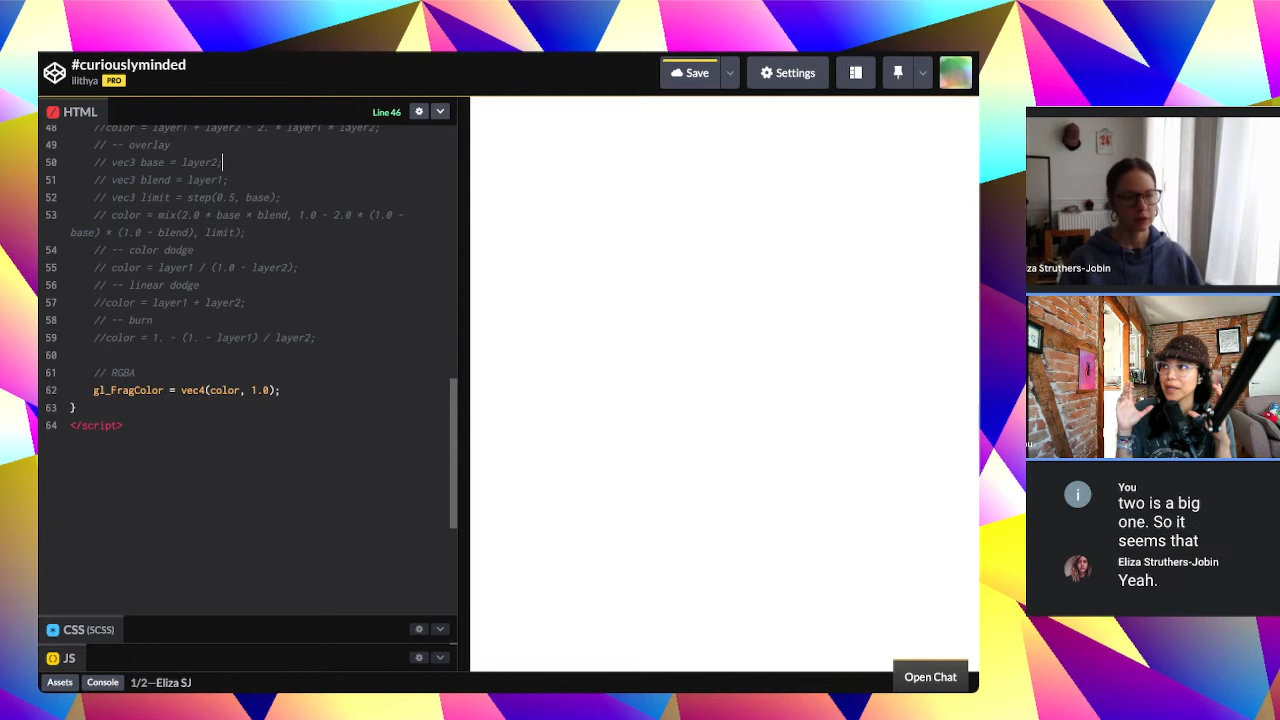 #curiouslyminded
ilithya PRO
Save
Settings
HTML
Line 46
48 //color = layer1 + layer2 - 2. * layer1 * layer2;
49 // -- overlay
50 // vec3 base = layer2;
51 // vec3 blend = layer1;
52 // vec3 limit = step(0.5, base);
53 // color = mix(2.0 * base * blend, 1.0 - 2.0 * (1.0 -
base) * (1.0 - blend), limit);
54 // -- color dodge
55 // color = layer1 / (1.0 - layer2);
56 // -- linear dodge
57 //color = layer1 + layer2;
58 // -- burn
59 //color = 1. - (1. - layer1) / layer2;
60
61 // RGBA
62 gl_FragColor = vec4(color, 1.0);
63 }
64 </script>
CSS (SCSS)
JS
Assets
Console
1/2—Eliza SJ
Open Chat
24
iza Struthers-Jobin
ou
i
You
two is a big
one. So it
seems that
Eliza Struthers-Jobin
Yeah.